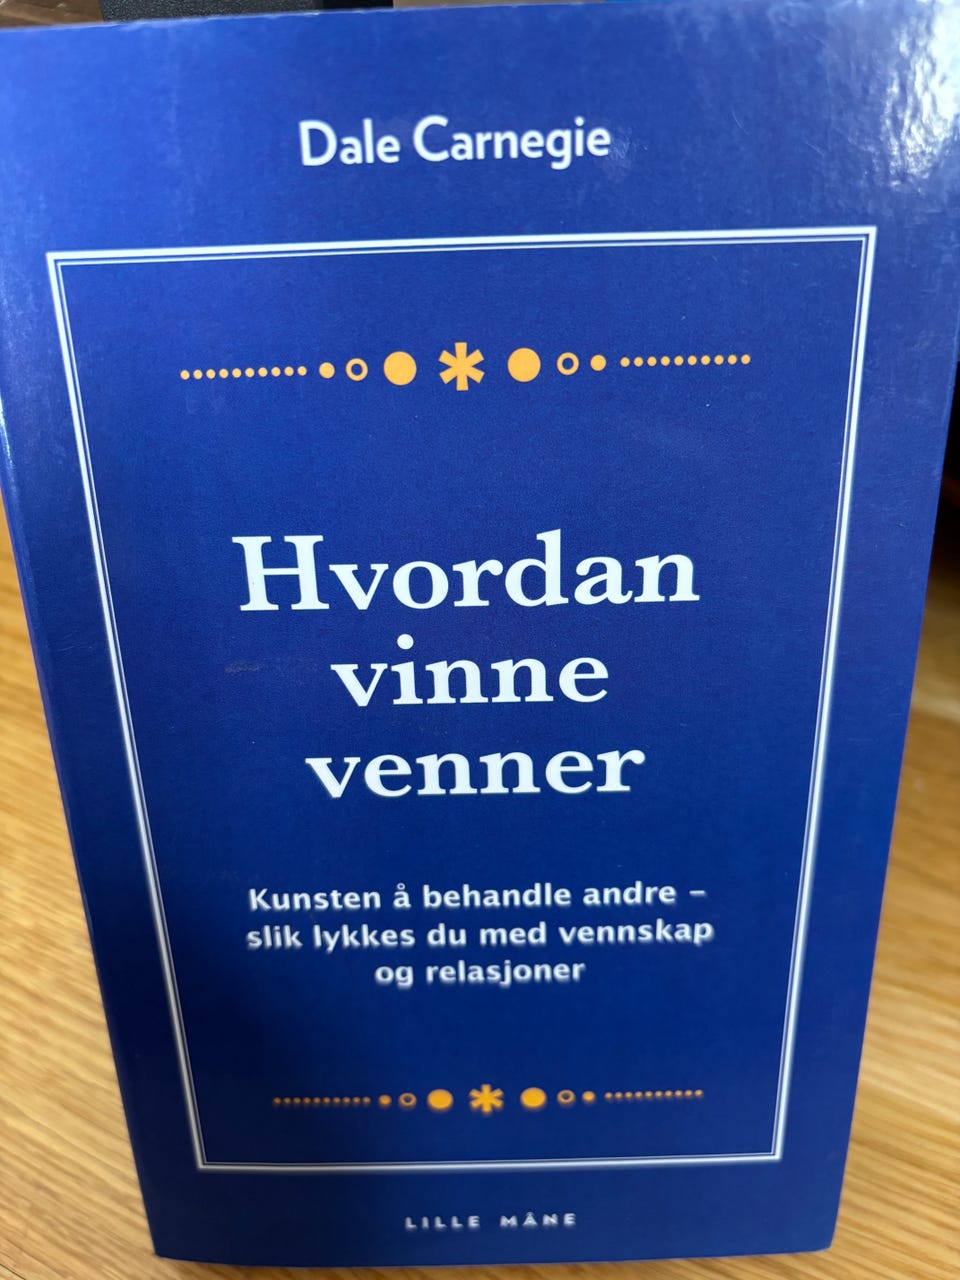 Dale Carnegie
Hvordan
vinne
venner
Kunsten å behandle andre –
slik lykkes du med vennskap
og relasjoner
LILLE MÅNE